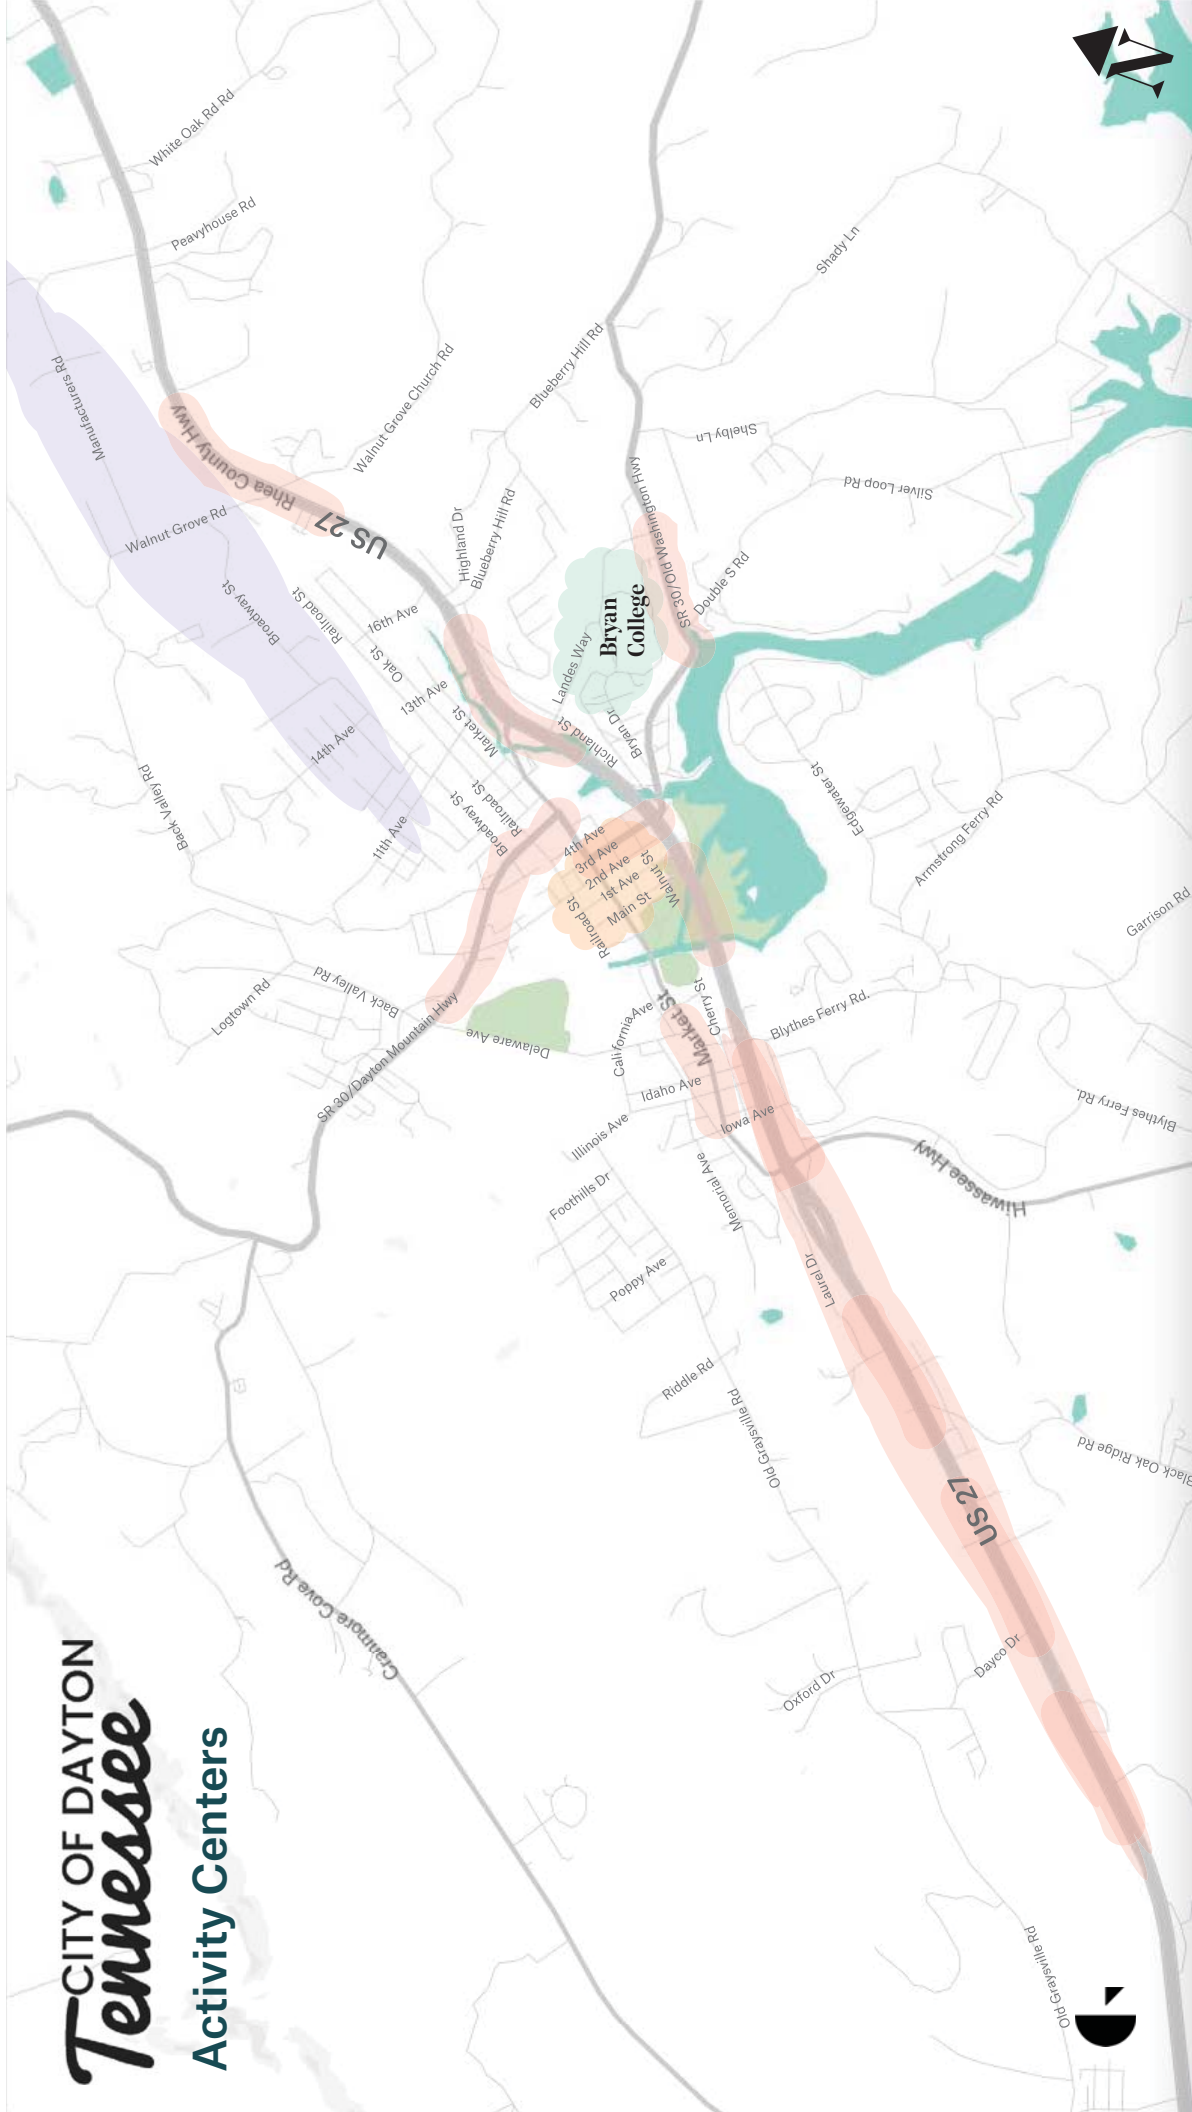 CITY OF DAYTON
Tennessee
Activity Centers
White Oak Rd Rd
Peavyhouse Rd
Manufacturers Rd
Rhea County Hwy
US 27
Walnut Grove Church Rd
Blueberry Hill Rd
Shady Ln
Shelby Ln
Silver Loop Rd
Walnut Grove Rd
Highland Dr
Blueberry Hill Rd
SR 30/Old Washington Hwy
Double S Rd
Bryan
College
Landes Way
Bryan Dr
Richland St
Broadway St
Railroad St
16th Ave
Oak St
13th Ave
Market St
14th Ave
11th Ave
Back Valley Rd
Broadway St
Railroad St
4th Ave
3rd Ave
2nd Ave
1st Ave
Main St
Walnut St
Railroad St
Edgewater St
Armstrong Ferry Rd
Garrison Rd
Logtown Rd
Back Valley Rd
SR 30/Dayton Mountain Hwy
Delaware Ave
California Ave
Market St
Cherry St
Blythes Ferry Rd.
Idaho Ave
Iowa Ave
Illinois Ave
Foothills Dr
Memorial Ave
Poppy Ave
Laurel Dr
Hiwassee Hwy
Blythes Ferry Rd.
Riddle Rd
Old Graysville Rd
Black Oak Ridge Rd
US 27
Cranmore Cove Rd
Oxford Dr
Dayco Dr
Old Graysville Rd